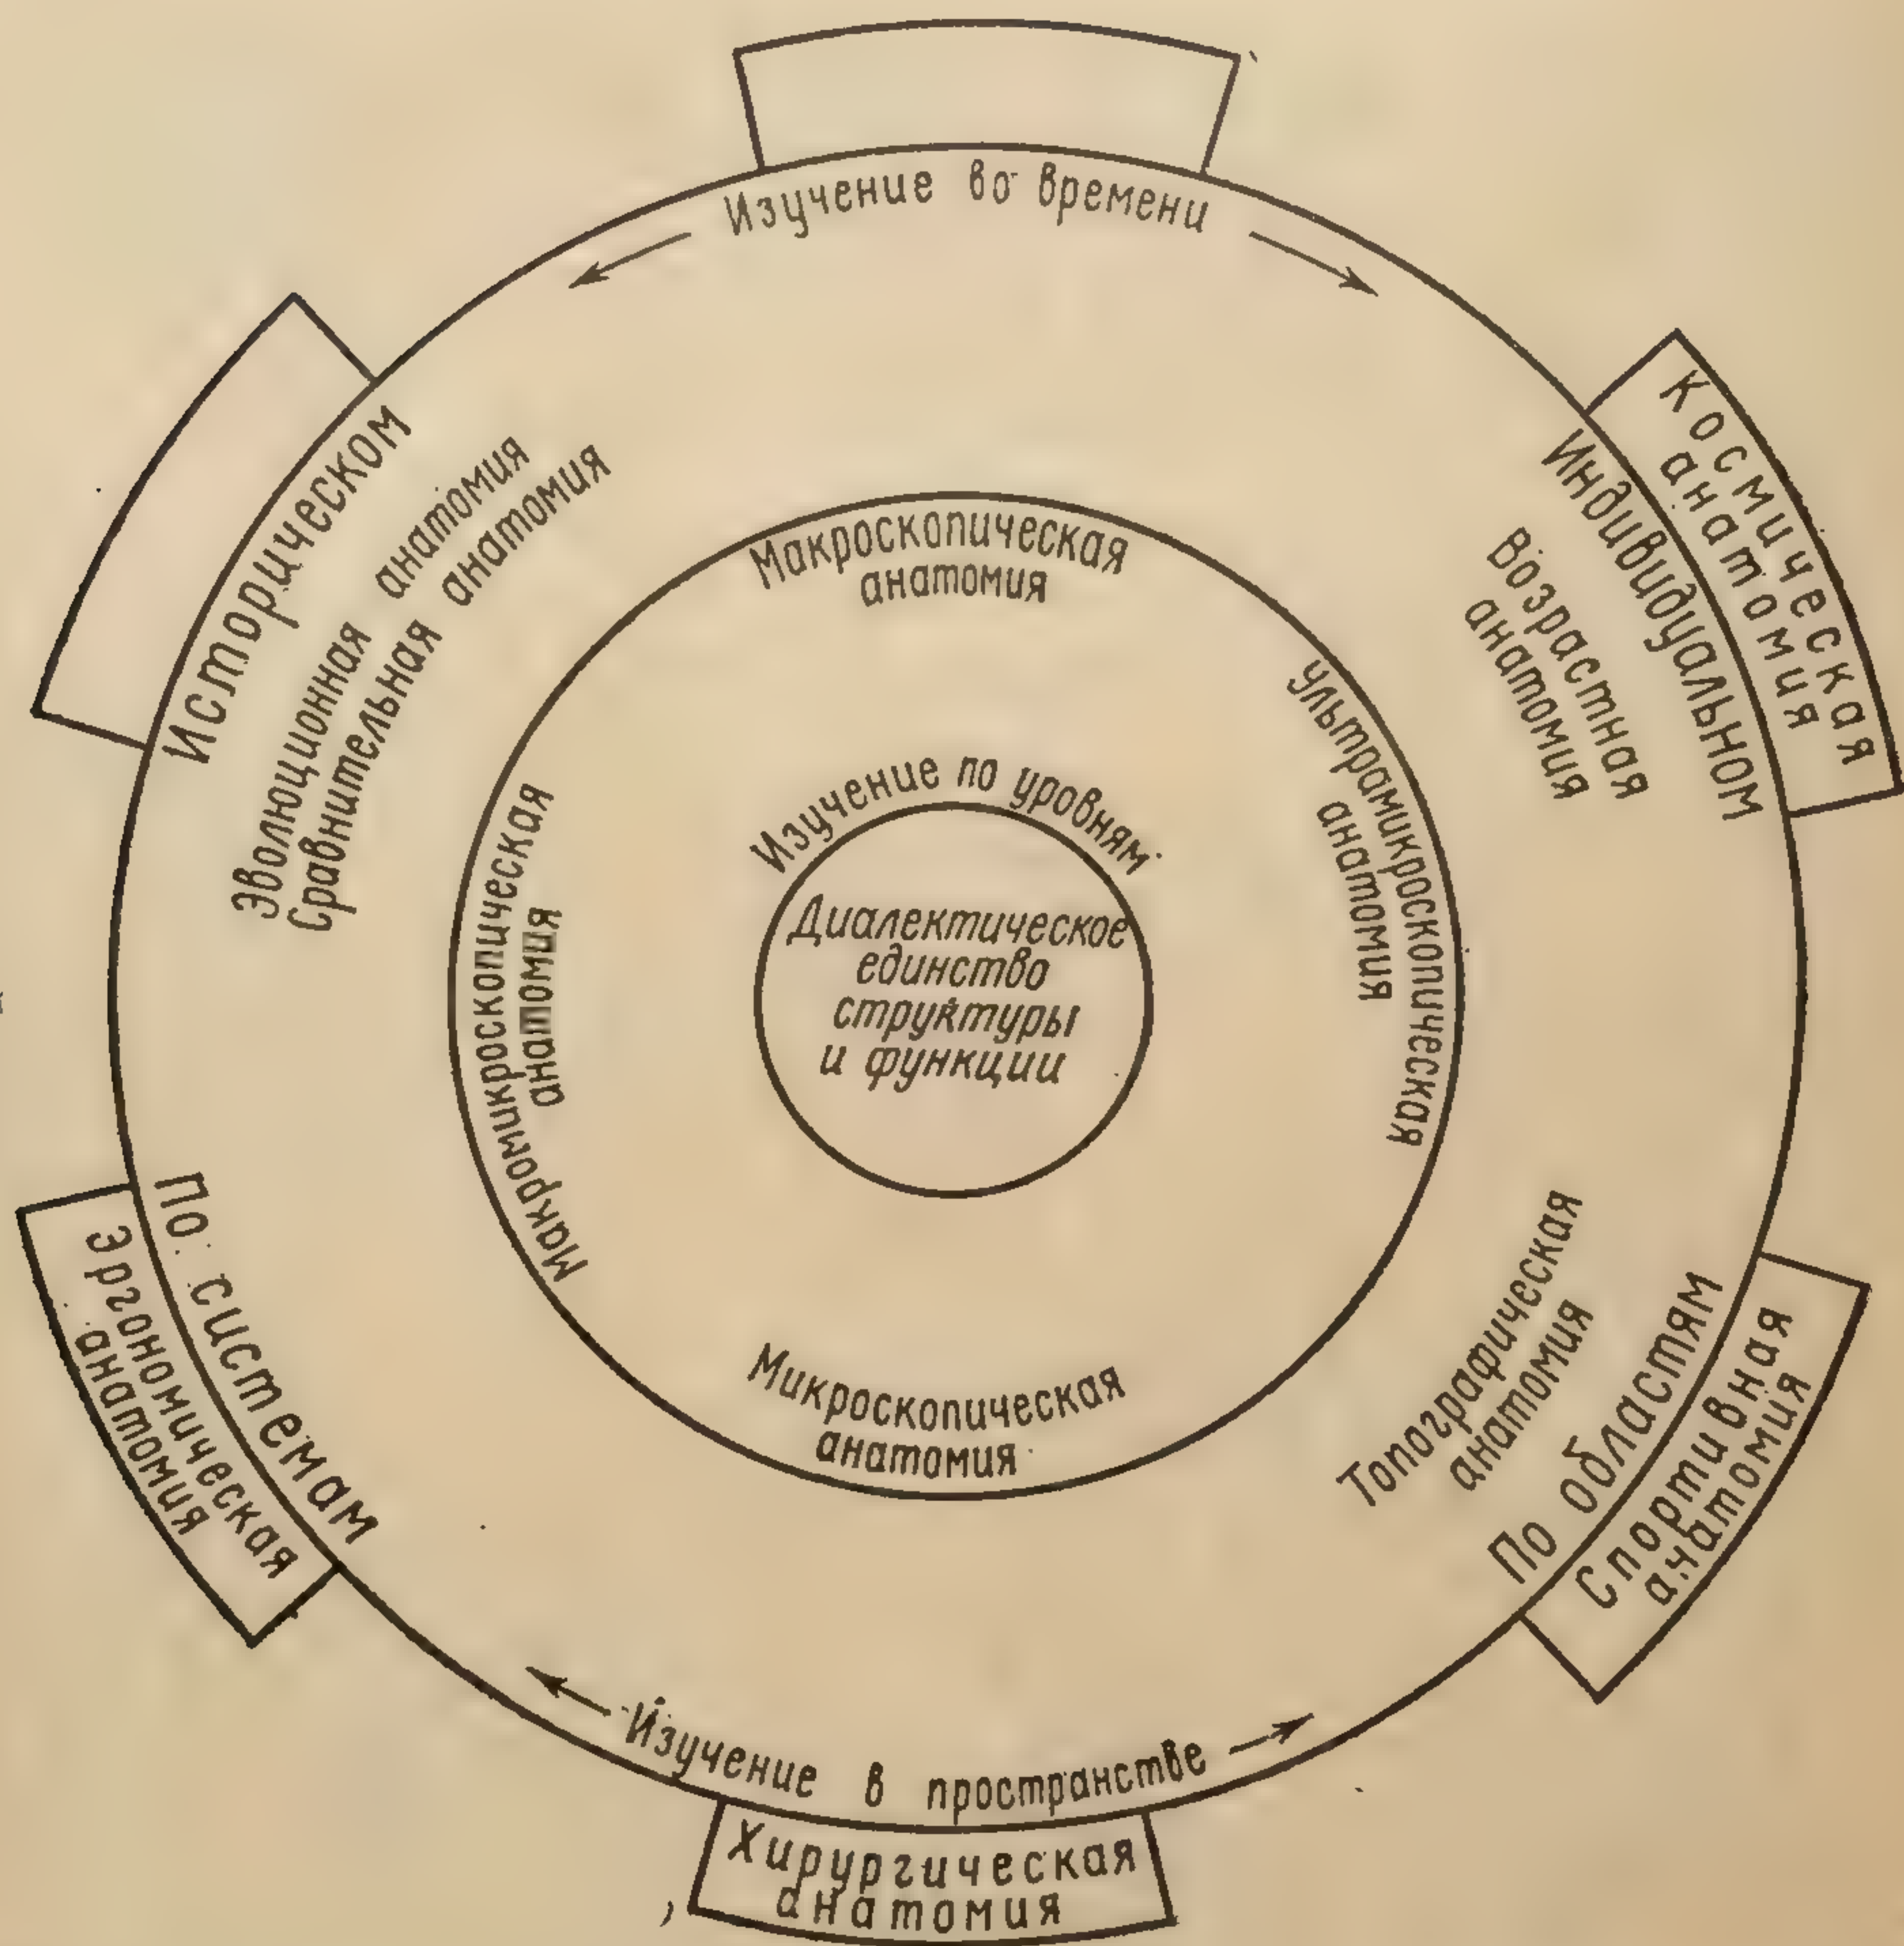 Изучение во времени
Историческом
Эволюционная анатомия
Сравнительная анатомия
Индивидуальном
Возрастная
анатомия
Космическая
анатомия
Макроскопическая
анатомия
Ультрамикроскопическая
анатомия
Макромикроскопическая
анатомия
Микроскопическая
анатомия
Изучение по уровням
Диалектическое
единство
структуры
и функции
По системам
Эргономическая
анатомия
Топографическая
анатомия
По областям
Спортивная
анатомия
Изучение в пространстве
Хирургическая
анатомия